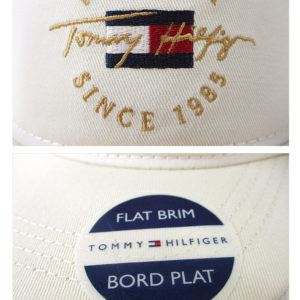 Tommy Hilfiger
SINCE 1985
FLAT BRIM
TOMMY HILFIGER
BORD PLAT